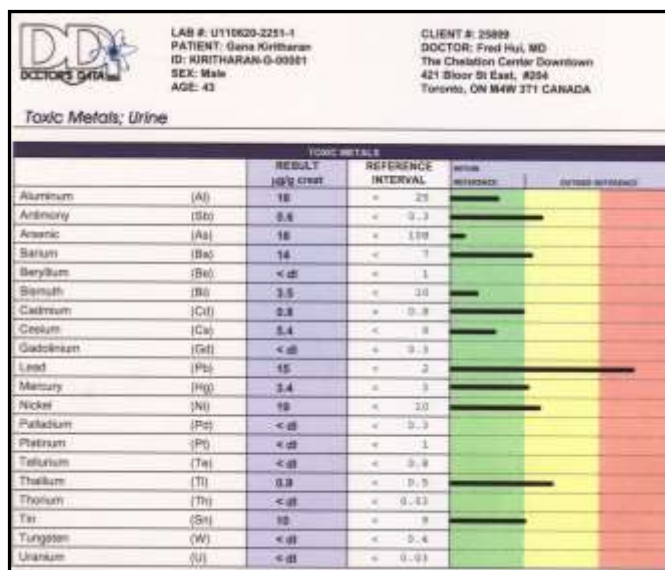 DOCTOR'S DATA
LAB #: U110620-2251-1
PATIENT: Gana Kiritharan
ID: KIRITHARAN-G-00001
SEX: Male
AGE: 43
CLIENT #: 25899
DOCTOR: Fred Hui, MD
The Chelation Center Downtown
421 Bloor St East, #204
Toronto, ON M4W 3T1 CANADA
Toxic Metals; Urine
TOXIC METALS
RESULT REFERENCE WITHIN
µg/g creat INTERVAL REFERENCE OUTSIDE REFERENCE
Aluminum (Al) 18 < 25
Antimony (Sb) 0.6 < 0.3
Arsenic (As) 18 < 108
Barium (Ba) 14 < 7
Beryllium (Be) < dl < 1
Bismuth (Bi) 3.5 < 10
Cadmium (Cd) 0.8 < 0.8
Cesium (Cs) 5.4 < 9
Gadolinium (Gd) < dl < 0.3
Lead (Pb) 15 < 2
Mercury (Hg) 3.4 < 3
Nickel (Ni) < 10
Palladium (Pd) < dl < 0.3
Platinum (Pt) < dl < 1
Tellurium (Te) < dl < 0.8
Thallium (Tl) 0.9 < 0.5
Thorium (Th) < dl < 0.03
Tin (Sn) 10 < 9
Tungsten (W) < dl < 0.4
Uranium (U) < dl < 0.03